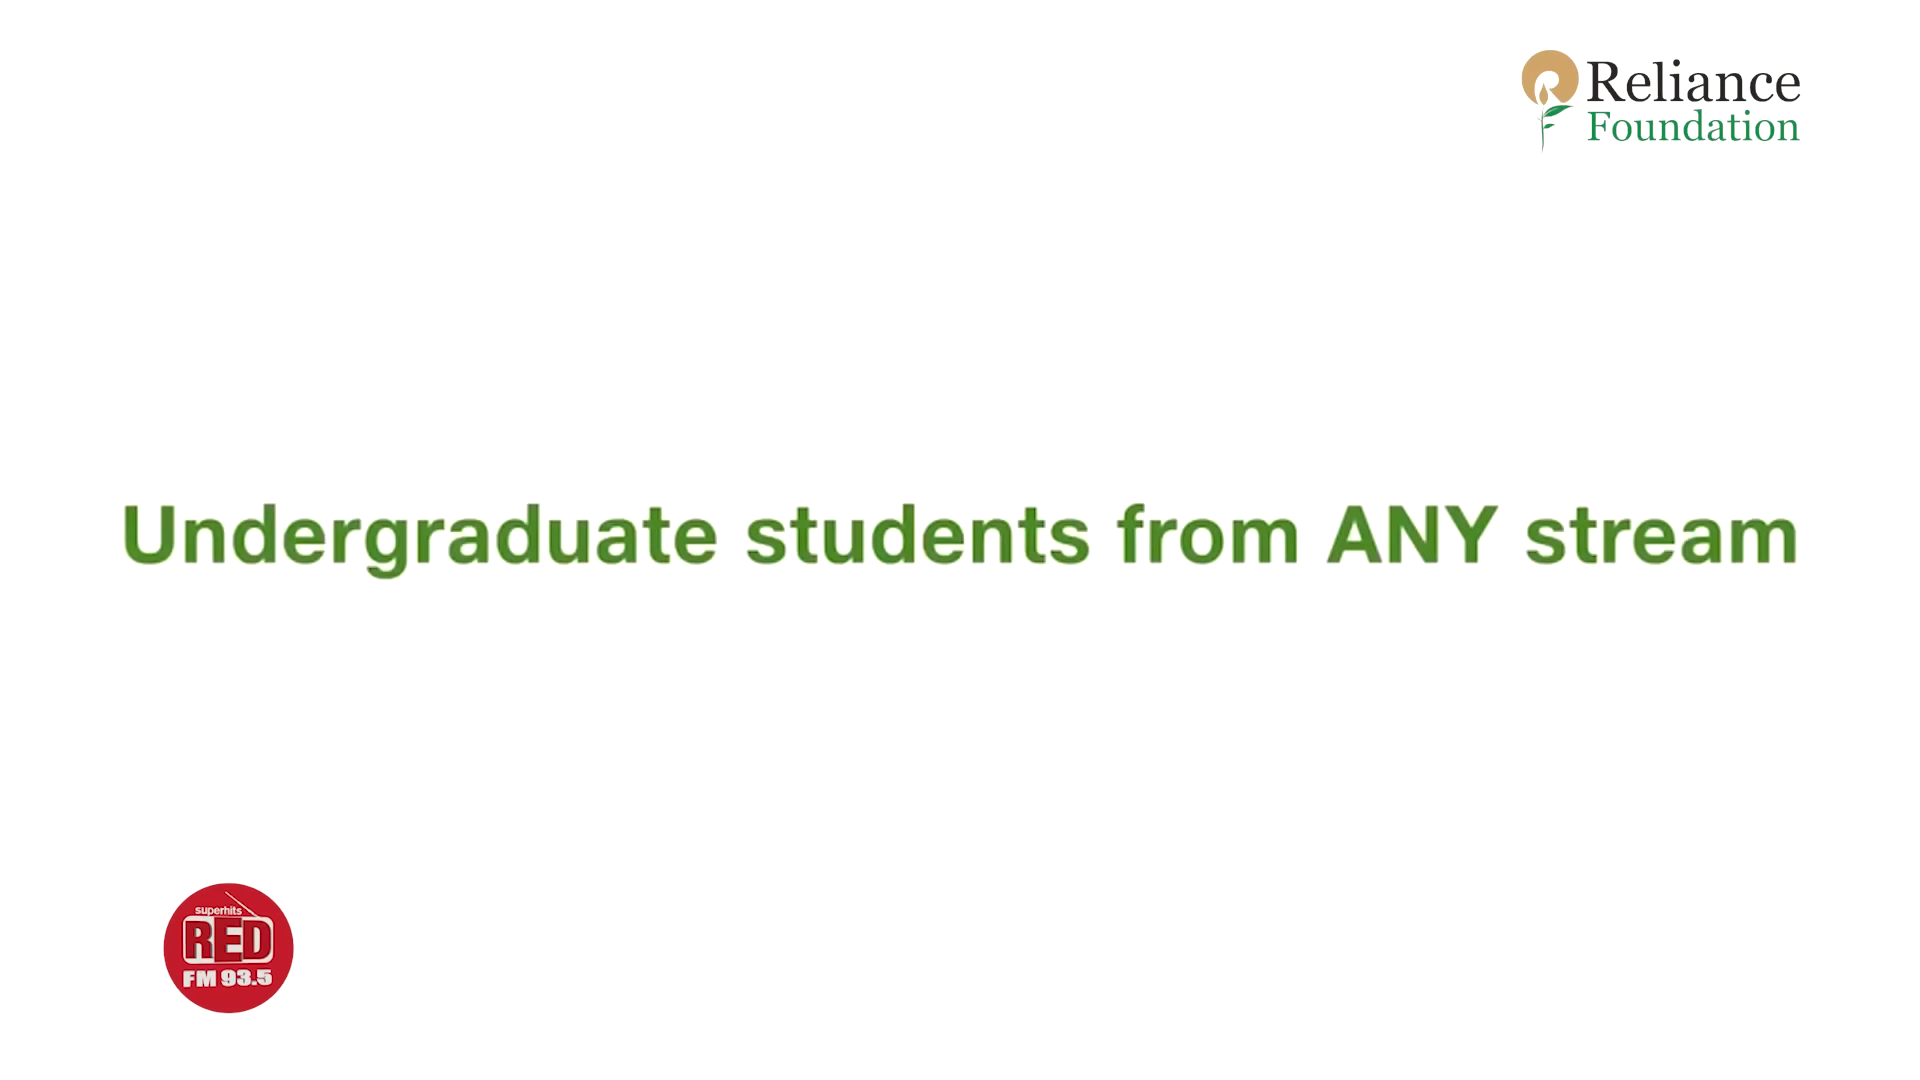 Reliance
Foundation
Undergraduate students from ANY stream
superhits
RED
FM 93.5